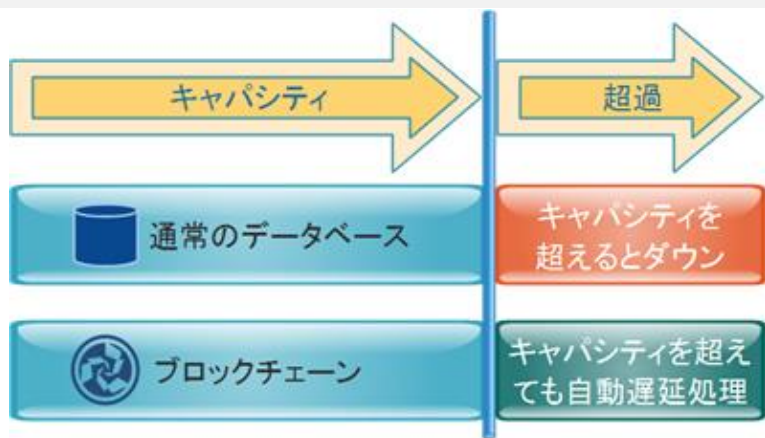 キャパシティ
超過
通常のデータベース
キャパシティを
超えるとダウン
ブロックチェーン
キャパシティを超え
ても自動遅延処理